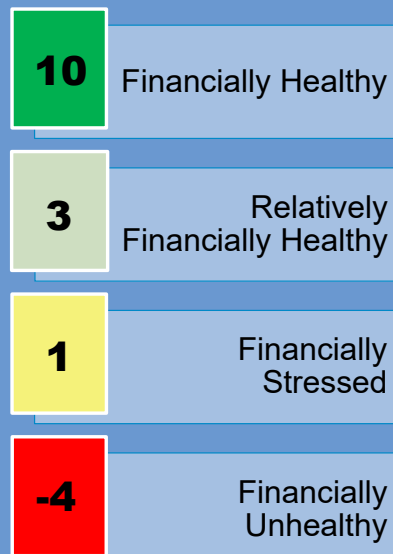 10
Financially Healthy
3
Relatively
Financially Healthy
1
Financially
Stressed
-4
Financially
Unhealthy